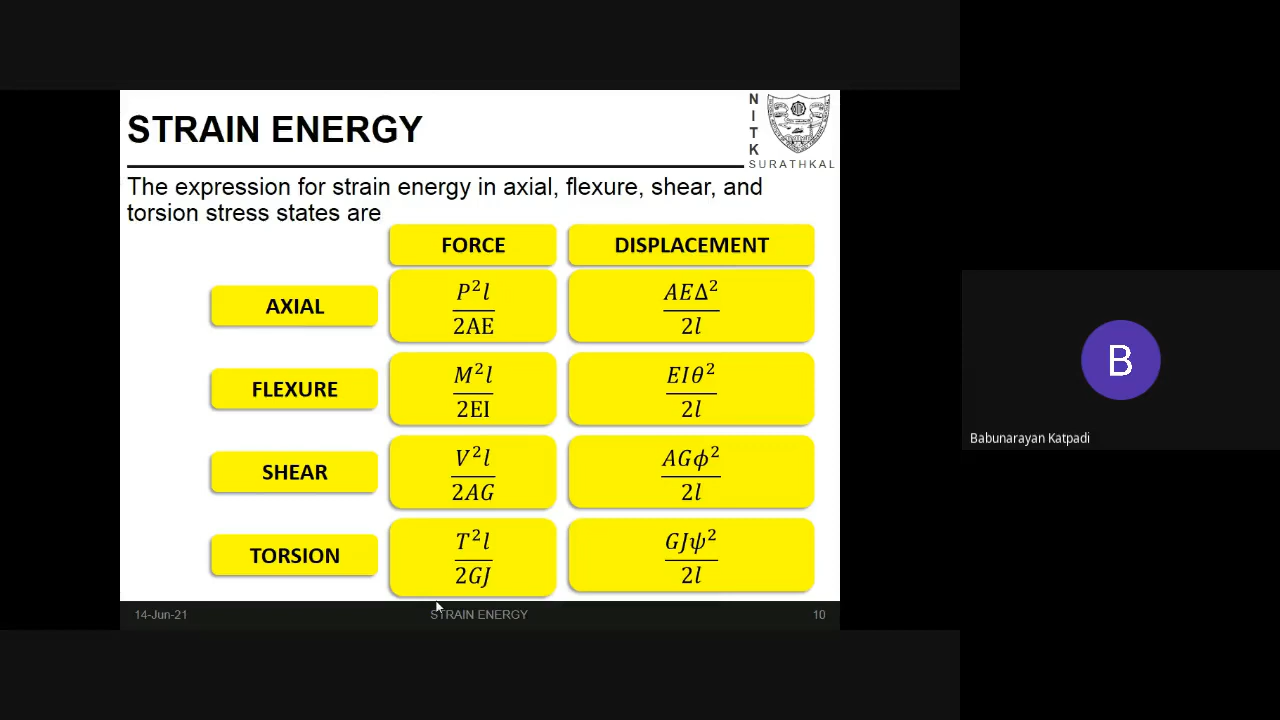 STRAIN ENERGY
N
I
T
K
SURATHKAL
The expression for strain energy in axial, flexure, shear, and
torsion stress states are
FORCE DISPLACEMENT
AXIAL P²l/2AE AEΔ²/2l
FLEXURE M²l/2EI EIθ²/2l
SHEAR V²l/2AG AGϕ²/2l
TORSION T²l/2GJ GJψ²/2l
14-Jun-21 STRAIN ENERGY 10
B
Babunarayan Katpadi